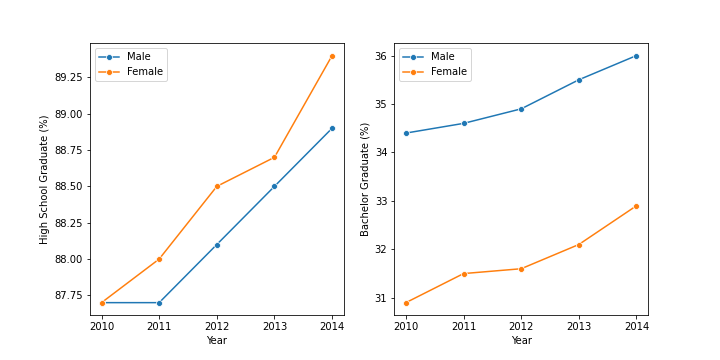 Male
Female
High School Graduate (%)
89.25
89.00
88.75
88.50
88.25
88.00
87.75
2010 2011 2012 2013 2014
Year
Male
Female
Bachelor Graduate (%)
36
35
34
33
32
31
2010 2011 2012 2013 2014
Year